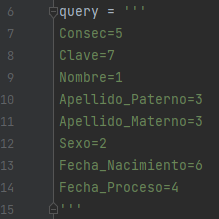 6 query = '''
7 Consec=5
8 Clave=7
9 Nombre=1
10 Apellido_Paterno=3
11 Apellido_Materno=3
12 Sexo=2
13 Fecha_Nacimiento=6
14 Fecha_Proceso=4
15 '''